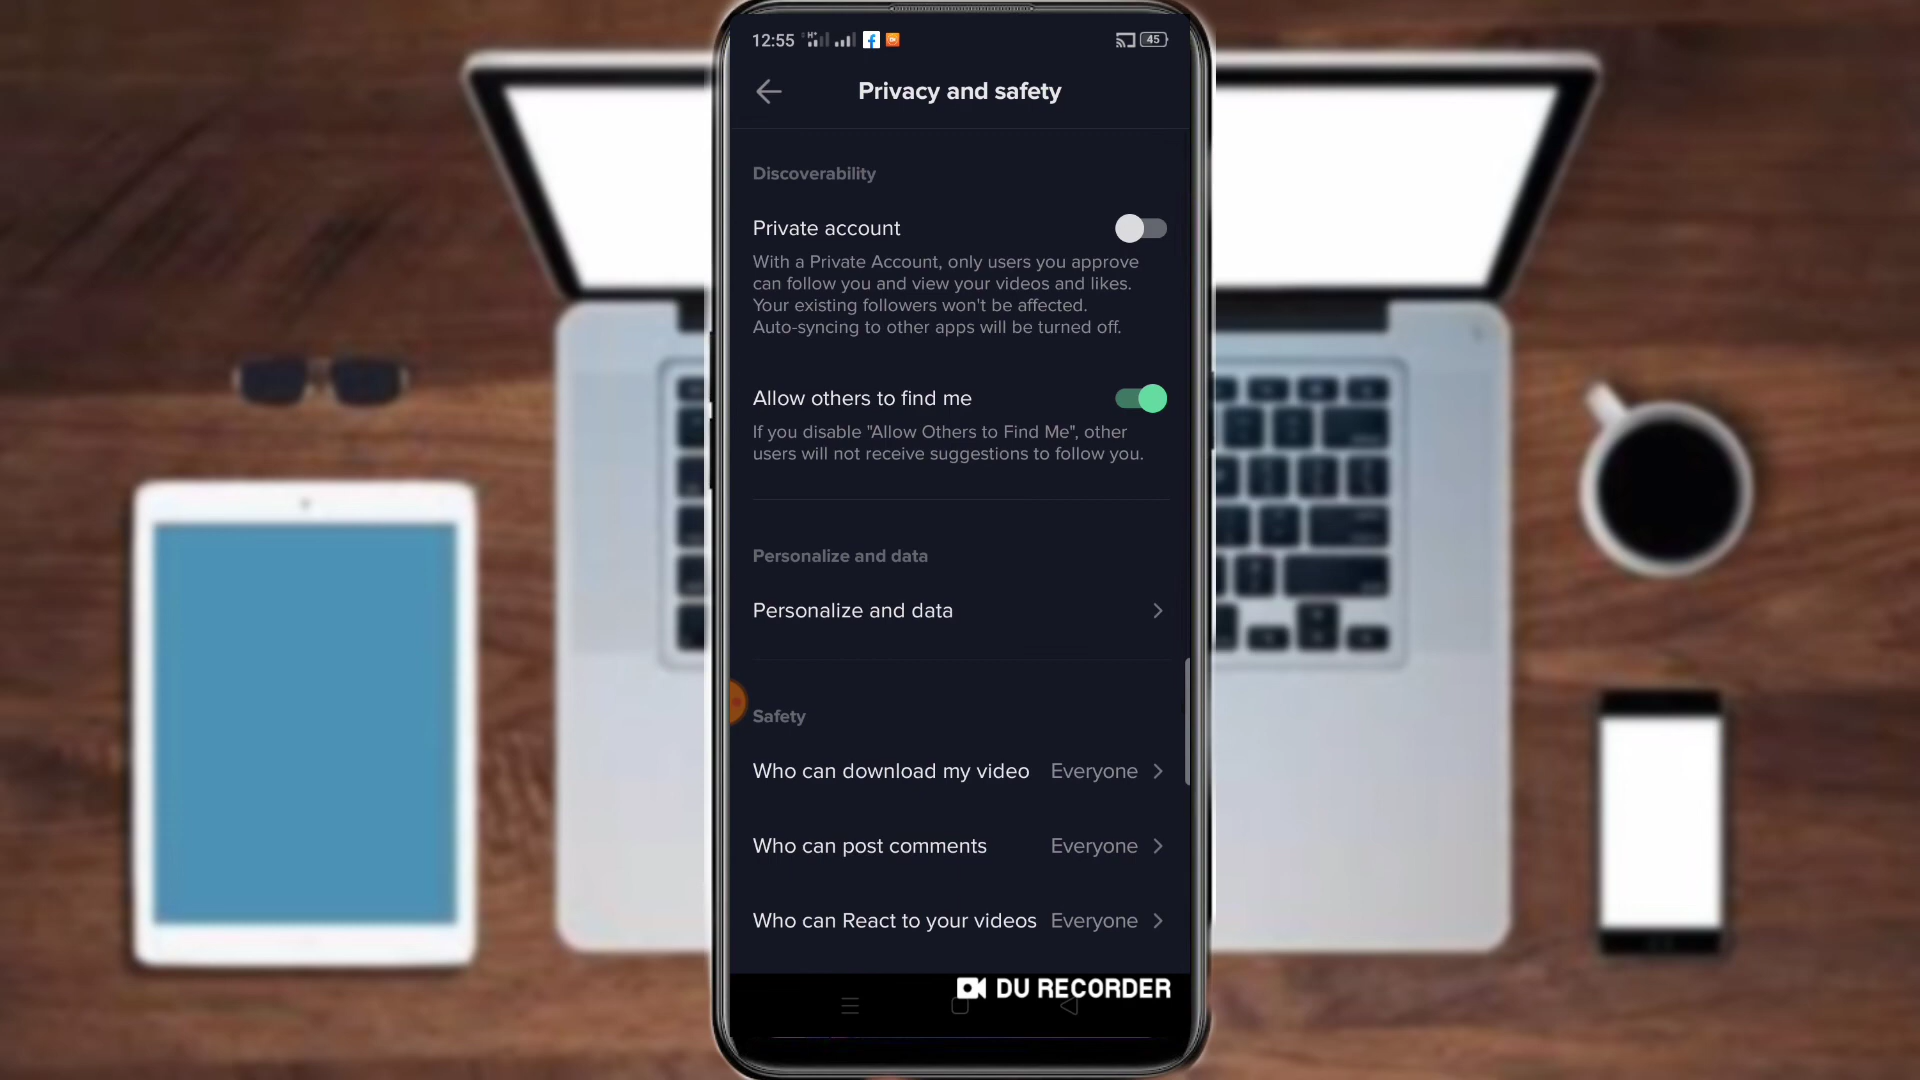 12:55
45
Privacy and safety
Discoverability
Private account
With a Private Account, only users you approve
can follow you and view your videos and likes.
Your existing followers won't be affected.
Auto-syncing to other apps will be turned off.
Allow others to find me
If you disable "Allow Others to Find Me", other
users will not receive suggestions to follow you.
Personalize and data
Personalize and data
Safety
Who can download my video Everyone
Who can post comments Everyone
Who can React to your videos Everyone
DU RECORDER